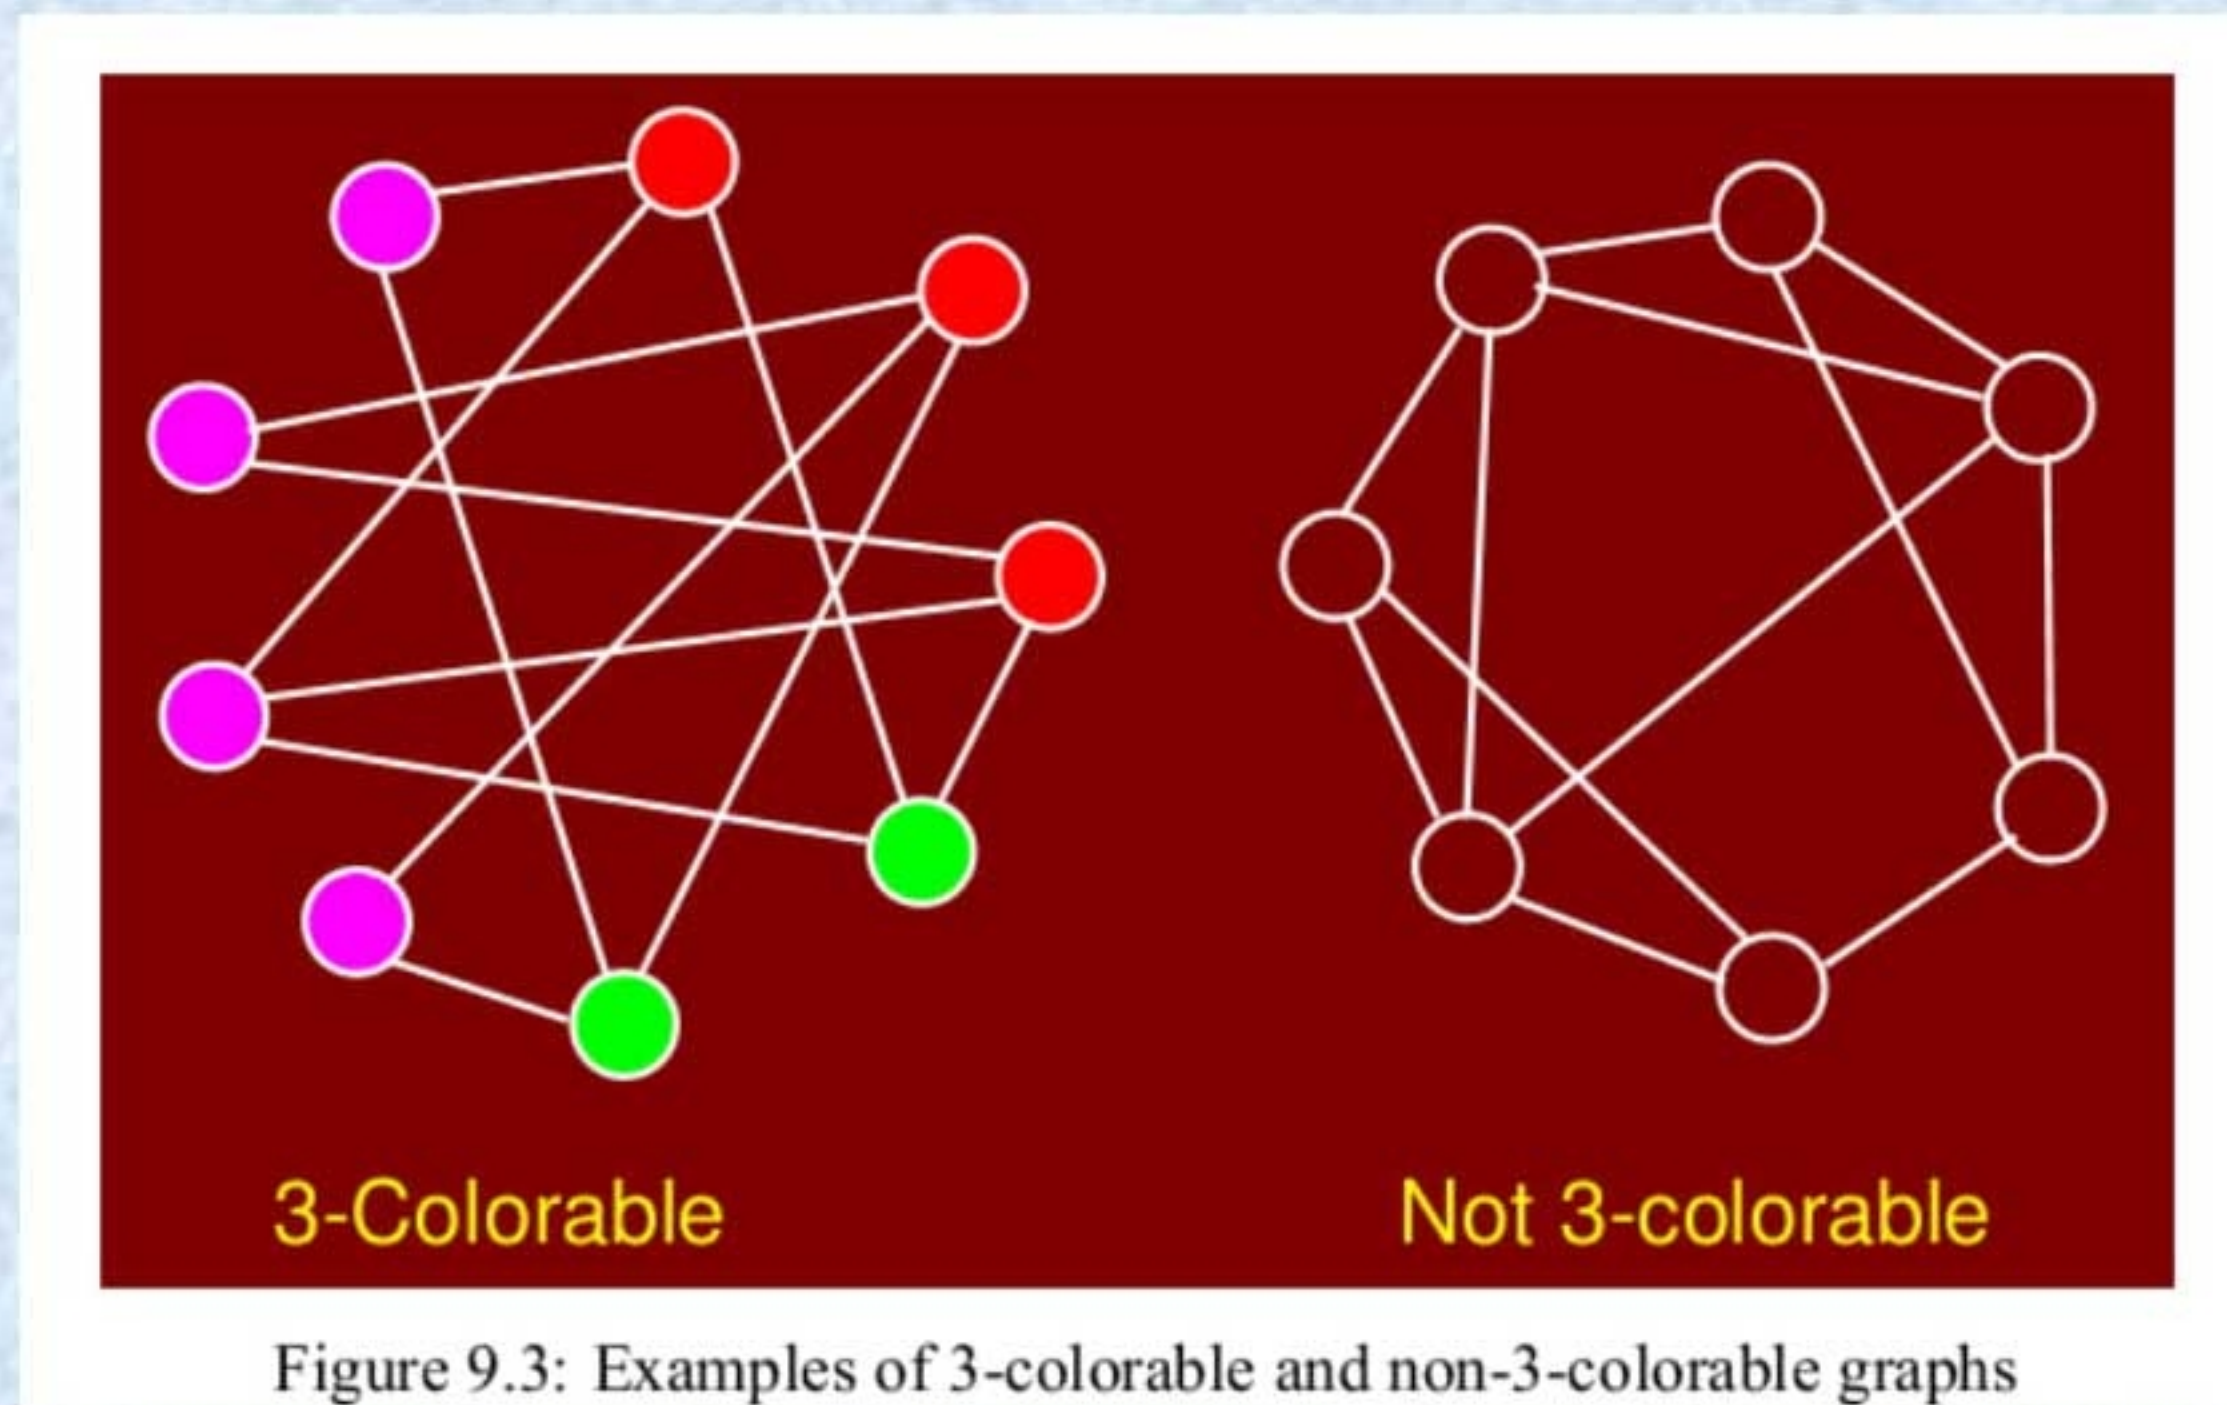 3-Colorable
Not 3-colorable
Figure 9.3: Examples of 3-colorable and non-3-colorable graphs